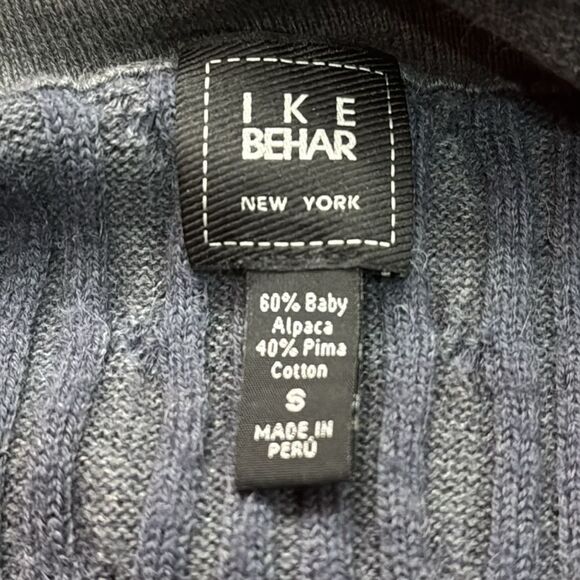 IKE
BEHAR
NEW YORK
60% Baby
Alpaca
40% Pima
Cotton
S
MADE IN
PERÚ